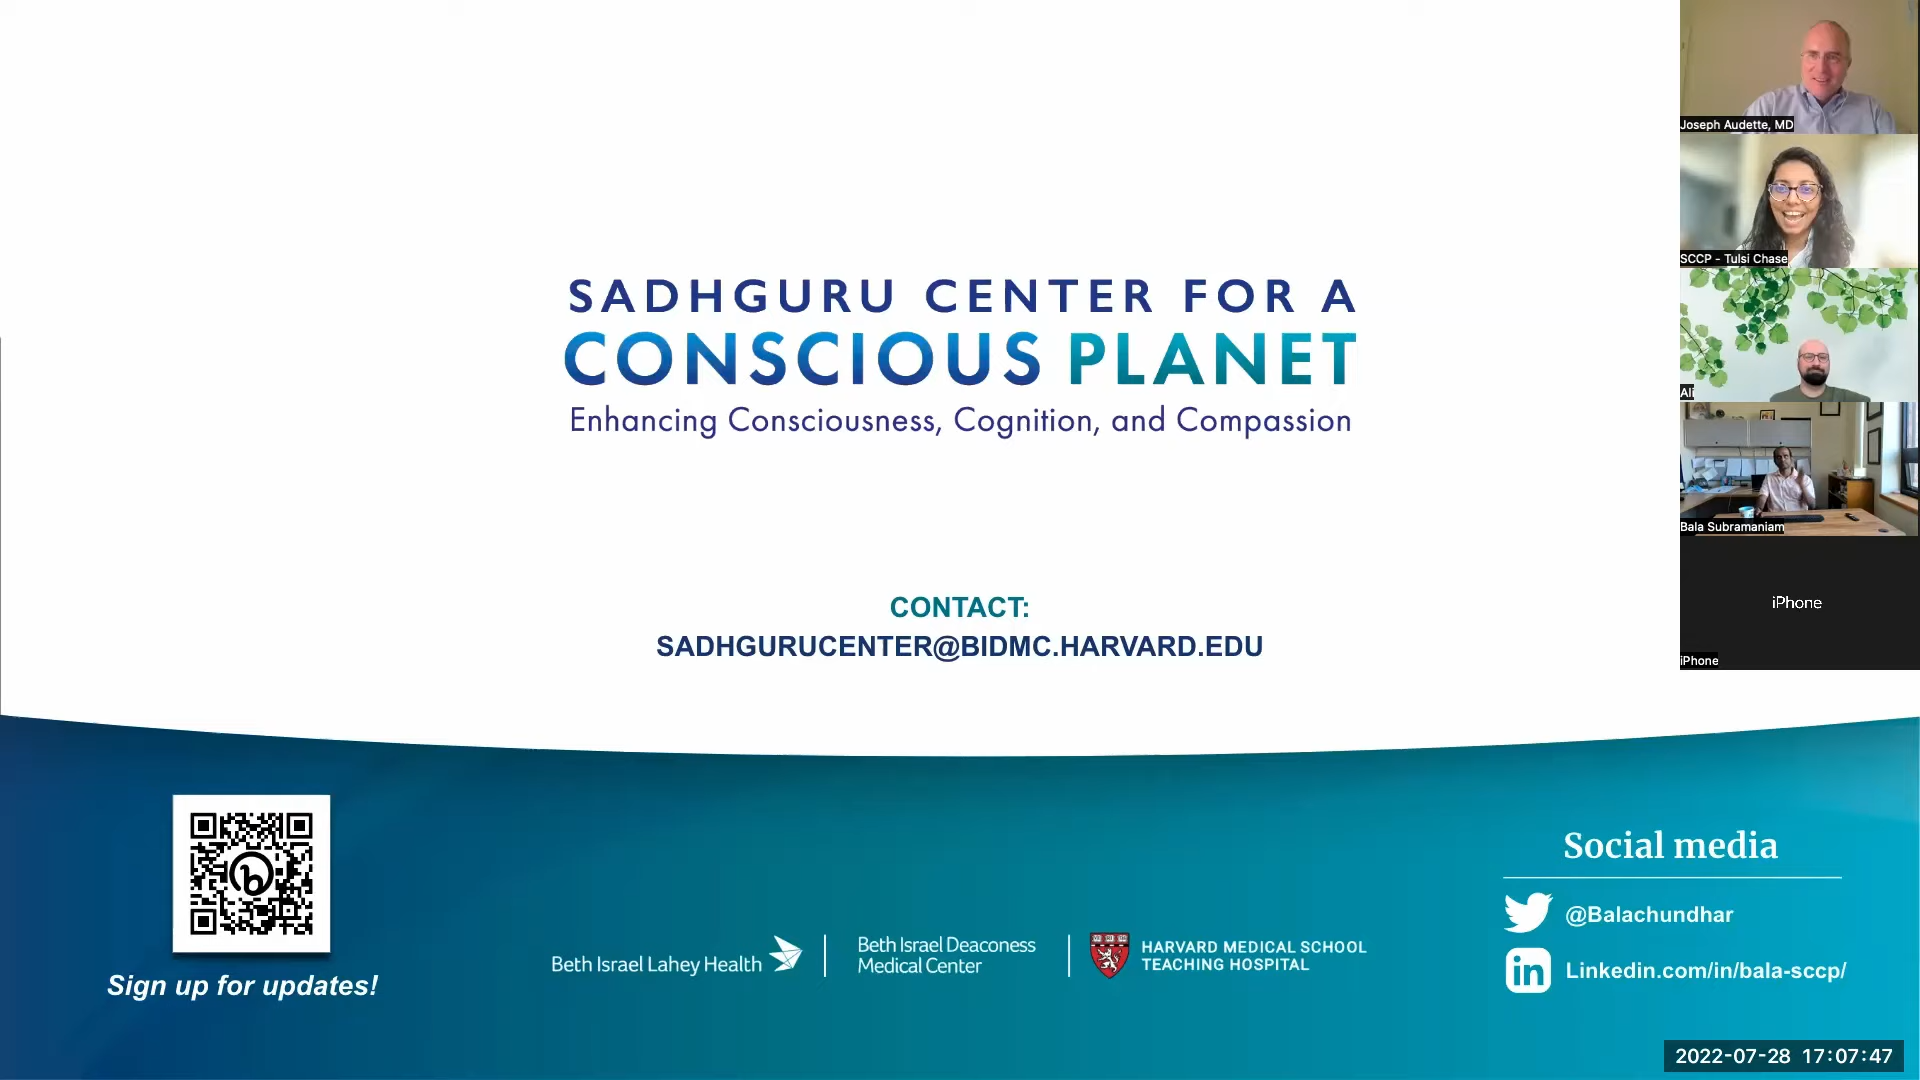 SADHGURU CENTER FOR A
CONSCIOUS PLANET
Enhancing Consciousness, Cognition, and Compassion
CONTACT:
SADHGURUCENTER@BIDMC.HARVARD.EDU
Joseph Audette, MD
SCCP - Tulsi Chase
Ali
Bala Subramaniam
iPhone
iPhone
Sign up for updates!
Beth Israel Lahey Health
Beth Israel Deaconess
Medical Center
HARVARD MEDICAL SCHOOL
TEACHING HOSPITAL
Social media
@Balachundhar
Linkedin.com/in/bala-sccp/
2022-07-28 17:07:47